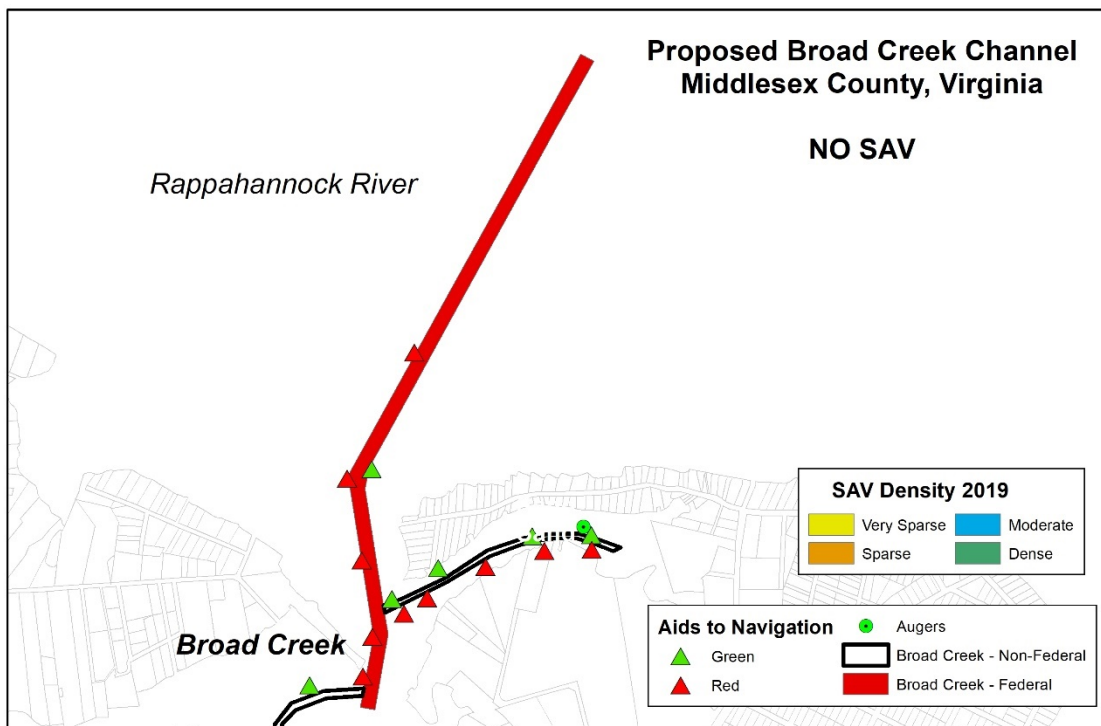 Proposed Broad Creek Channel
Middlesex County, Virginia
NO SAV
Rappahannock River
Broad Creek
SAV Density 2019
Very Sparse
Moderate
Sparse
Dense
Aids to Navigation
Augers
Green
Broad Creek - Non-Federal
Red
Broad Creek - Federal